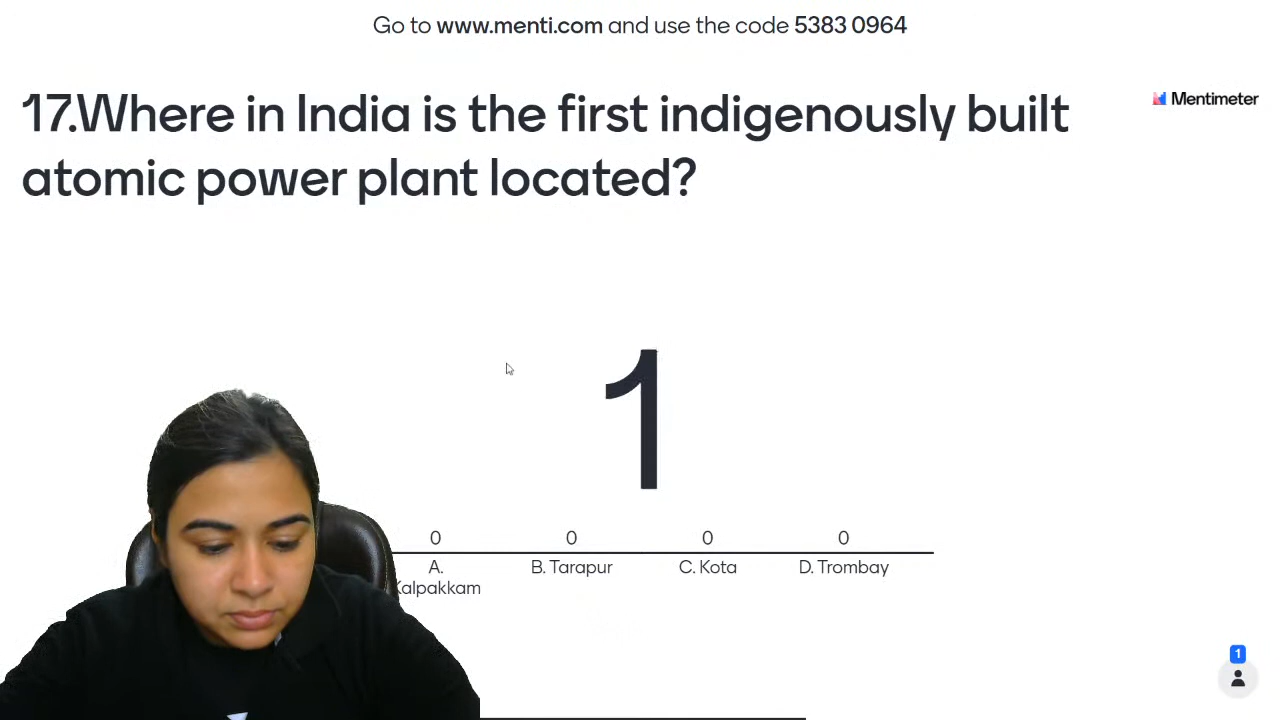 Go to www.menti.com and use the code 5383 0964
17.Where in India is the first indigenously built
atomic power plant located?
Mentimeter
1
0 0 0 0
A. B. Tarapur C. Kota D. Trombay
Kalpakkam
1